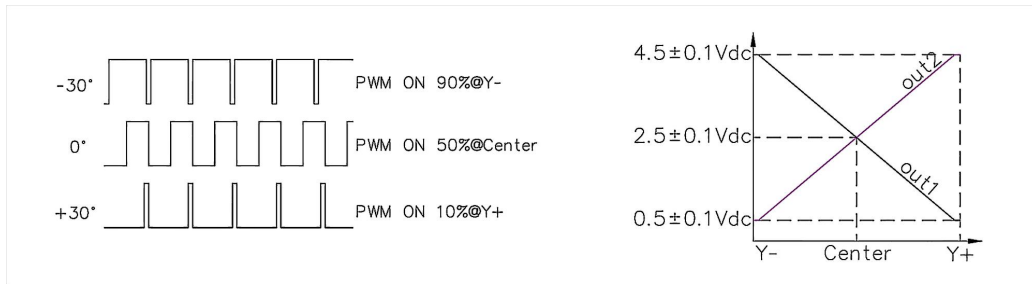 -30° PWM ON 90%@Y-
0° PWM ON 50%@Center
+30° PWM ON 10%@Y+
4.5±0.1Vdc
out2
2.5±0.1Vdc
out1
0.5±0.1Vdc
Y- Center Y+